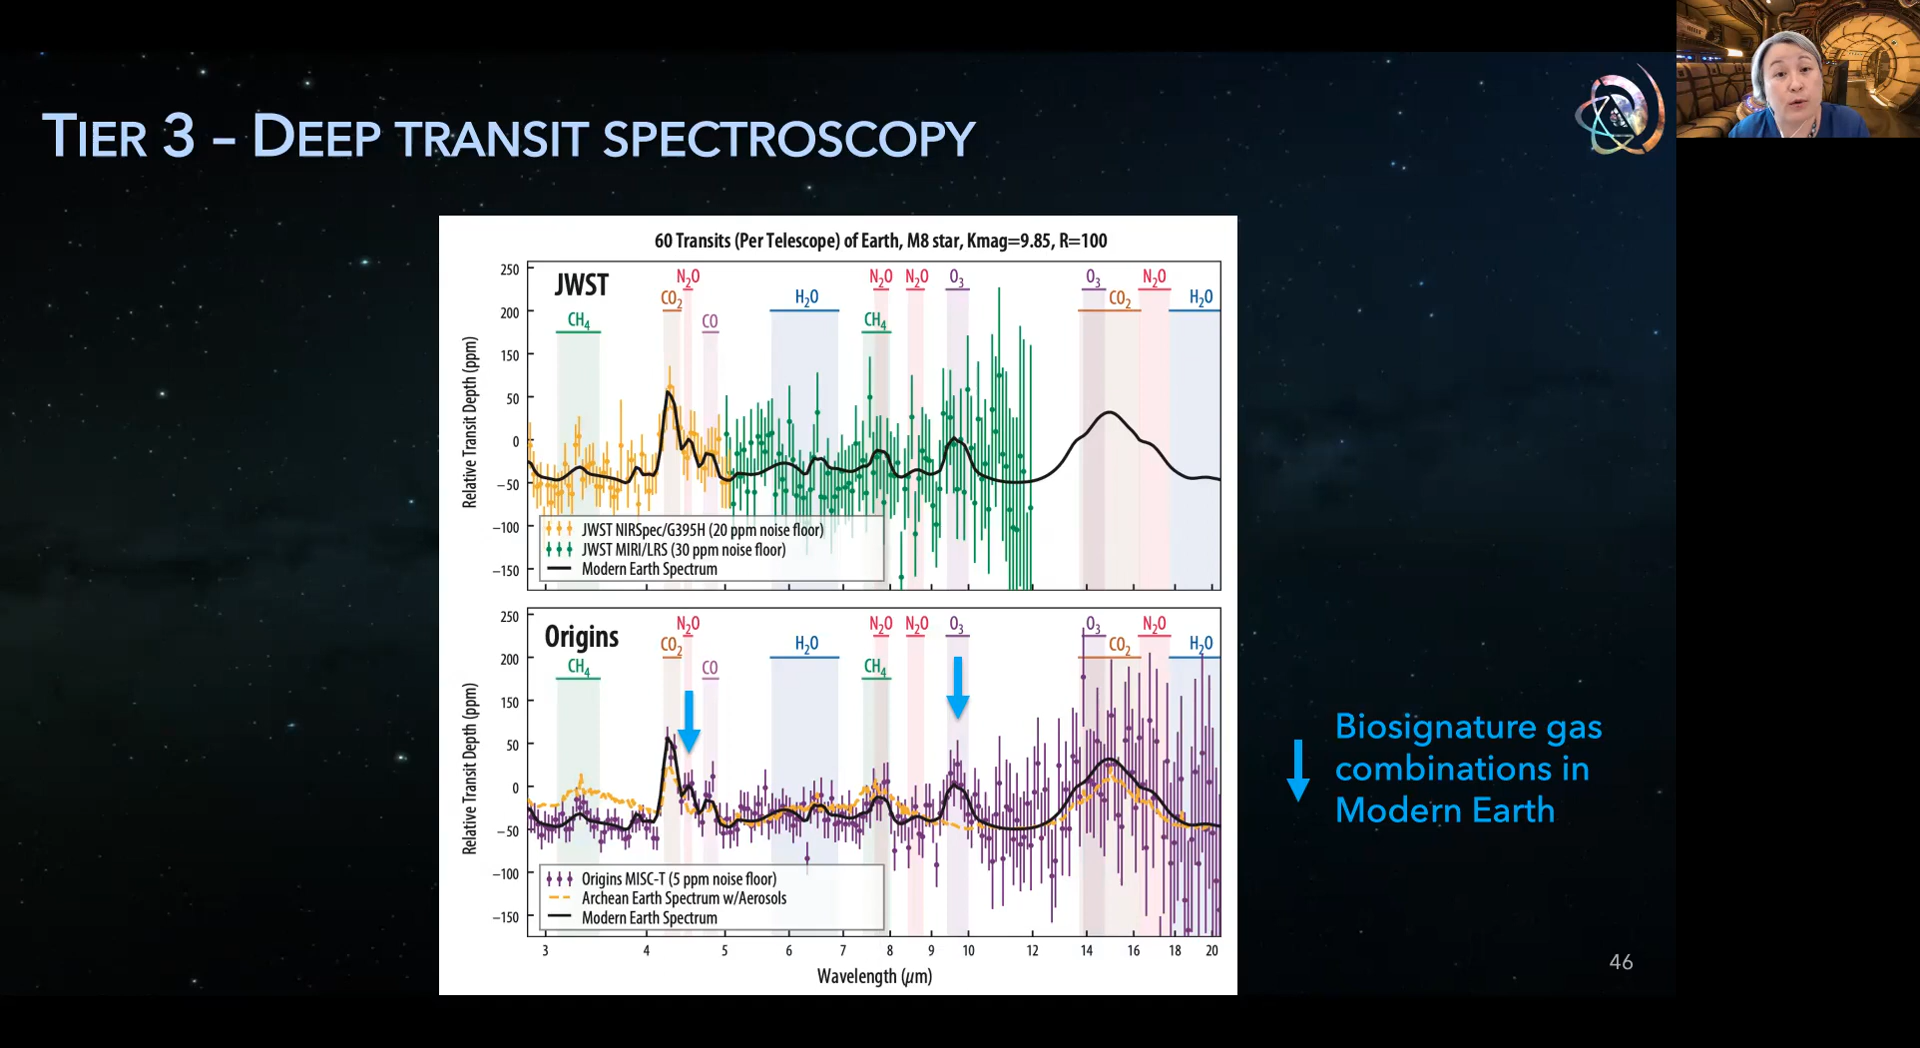 TIER 3 – DEEP TRANSIT SPECTROSCOPY
60 Transits (Per Telescope) of Earth, M8 star, Kmag=9.85, R=100
JWST
Relative Transit Depth (ppm)
250
200
150
100
50
0
−50
−100
−150
CH₄
CO₂
N₂O
CO
H₂O
CH₄
N₂O
N₂O
O₃
O₃
CO₂
N₂O
H₂O
JWST NIRSpec/G395H (20 ppm noise floor)
JWST MIRI/LRS (30 ppm noise floor)
Modern Earth Spectrum
Origins
Relative Transit Depth (ppm)
250
200
150
100
50
0
−50
−100
−150
CH₄
CO₂
N₂O
CO
H₂O
CH₄
N₂O
N₂O
O₃
O₃
CO₂
N₂O
H₂O
Origins MISC-T (5 ppm noise floor)
Archean Earth Spectrum w/Aerosols
Modern Earth Spectrum
3 4 5 6 7 8 9 10 12 14 16 18 20
Wavelength (μm)
Biosignature gas
combinations in
Modern Earth
46